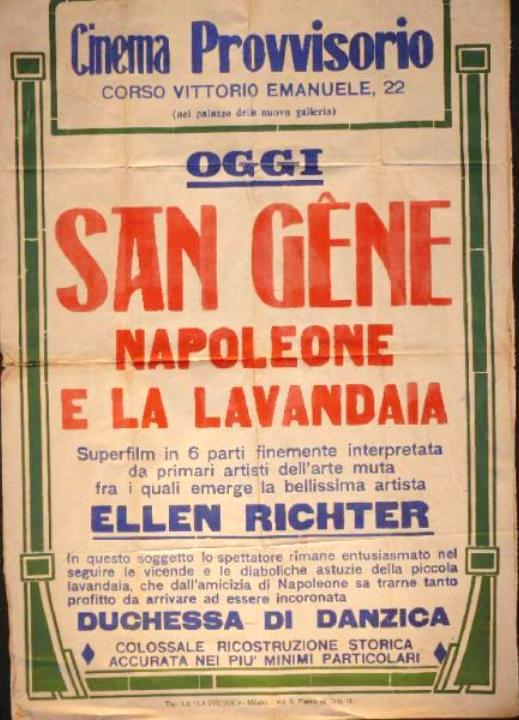 Cinema Provvisorio
CORSO VITTORIO EMANUELE, 22
(nel palazzo della nuova galleria)
OGGI
SAN GÊNE
NAPOLEONE
E LA LAVANDAIA
Superfilm in 6 parti finemente interpretata
da primari artisti dell'arte muta
fra i quali emerge la bellissima artista
ELLEN RICHTER
In questo soggetto lo spettatore rimane entusiasmato nel
seguire le vicende e le diaboliche astuzie della piccola
lavandaia, che dall'amicizia di Napoleone sa trarne tanto
profitto da arrivare ad essere incoronata
DUCHESSA DI DANZICA
COLOSSALE RICOSTRUZIONE STORICA
ACCURATA NEI PIU' MINIMI PARTICOLARI
Milano